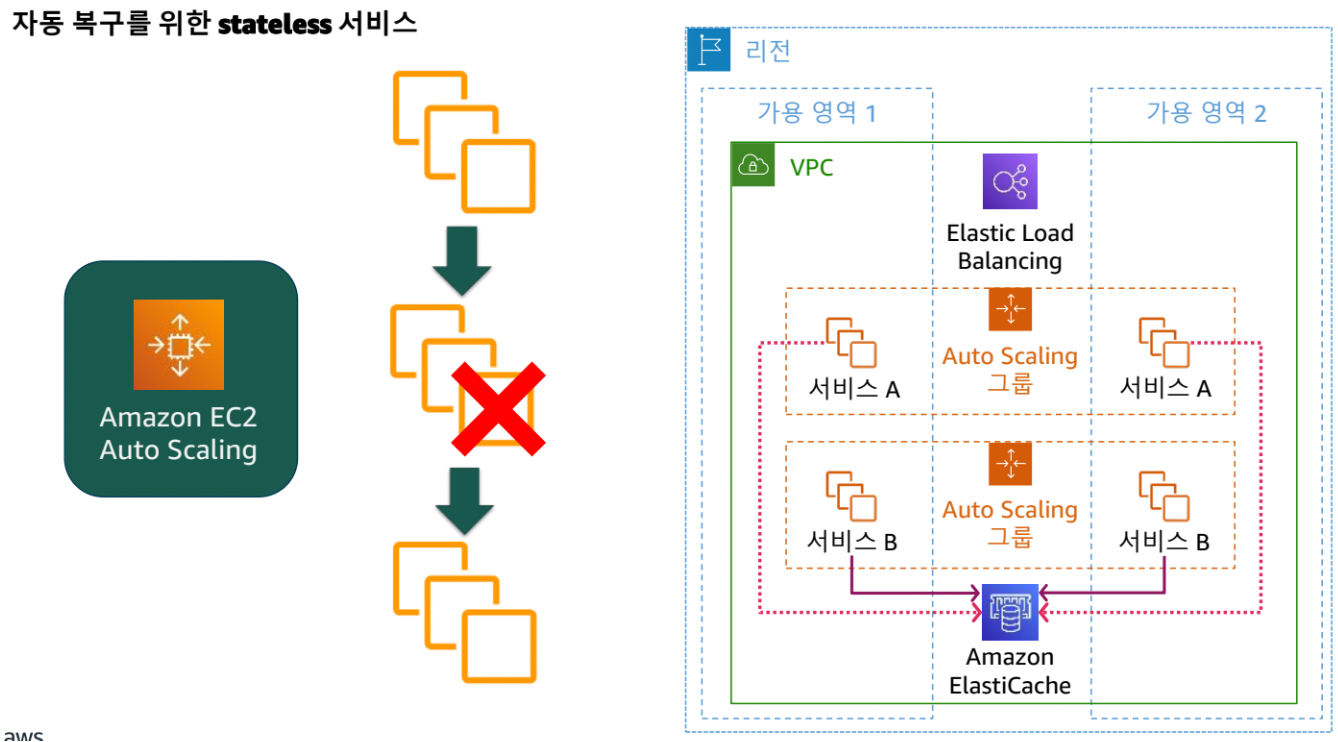 자동 복구를 위한 stateless 서비스
Amazon EC2
Auto Scaling
리전
가용 영역 1
가용 영역 2
VPC
Elastic Load
Balancing
Auto Scaling
그룹
서비스 A
서비스 A
Auto Scaling
그룹
서비스 B
서비스 B
Amazon
ElastiCache
aws